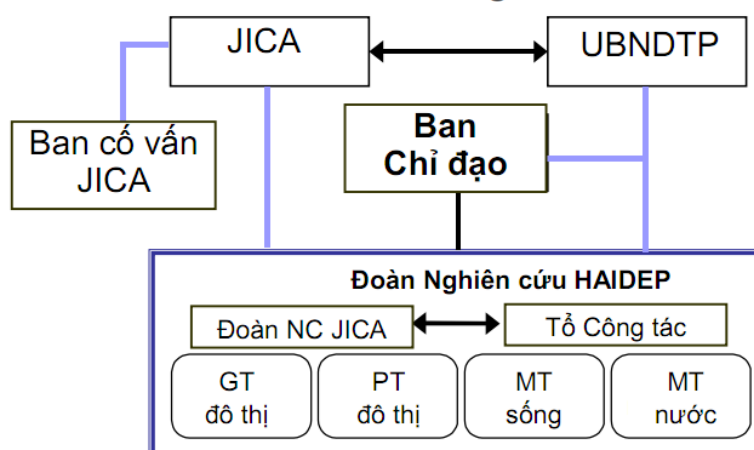 JICA
UBNDTP
Ban cố vấn
JICA
Ban
Chỉ đạo
Đoàn Nghiên cứu HAIDEP
Đoàn NC JICA
Tổ Công tác
GT
đô thị
PT
đô thị
MT
sống
MT
nước